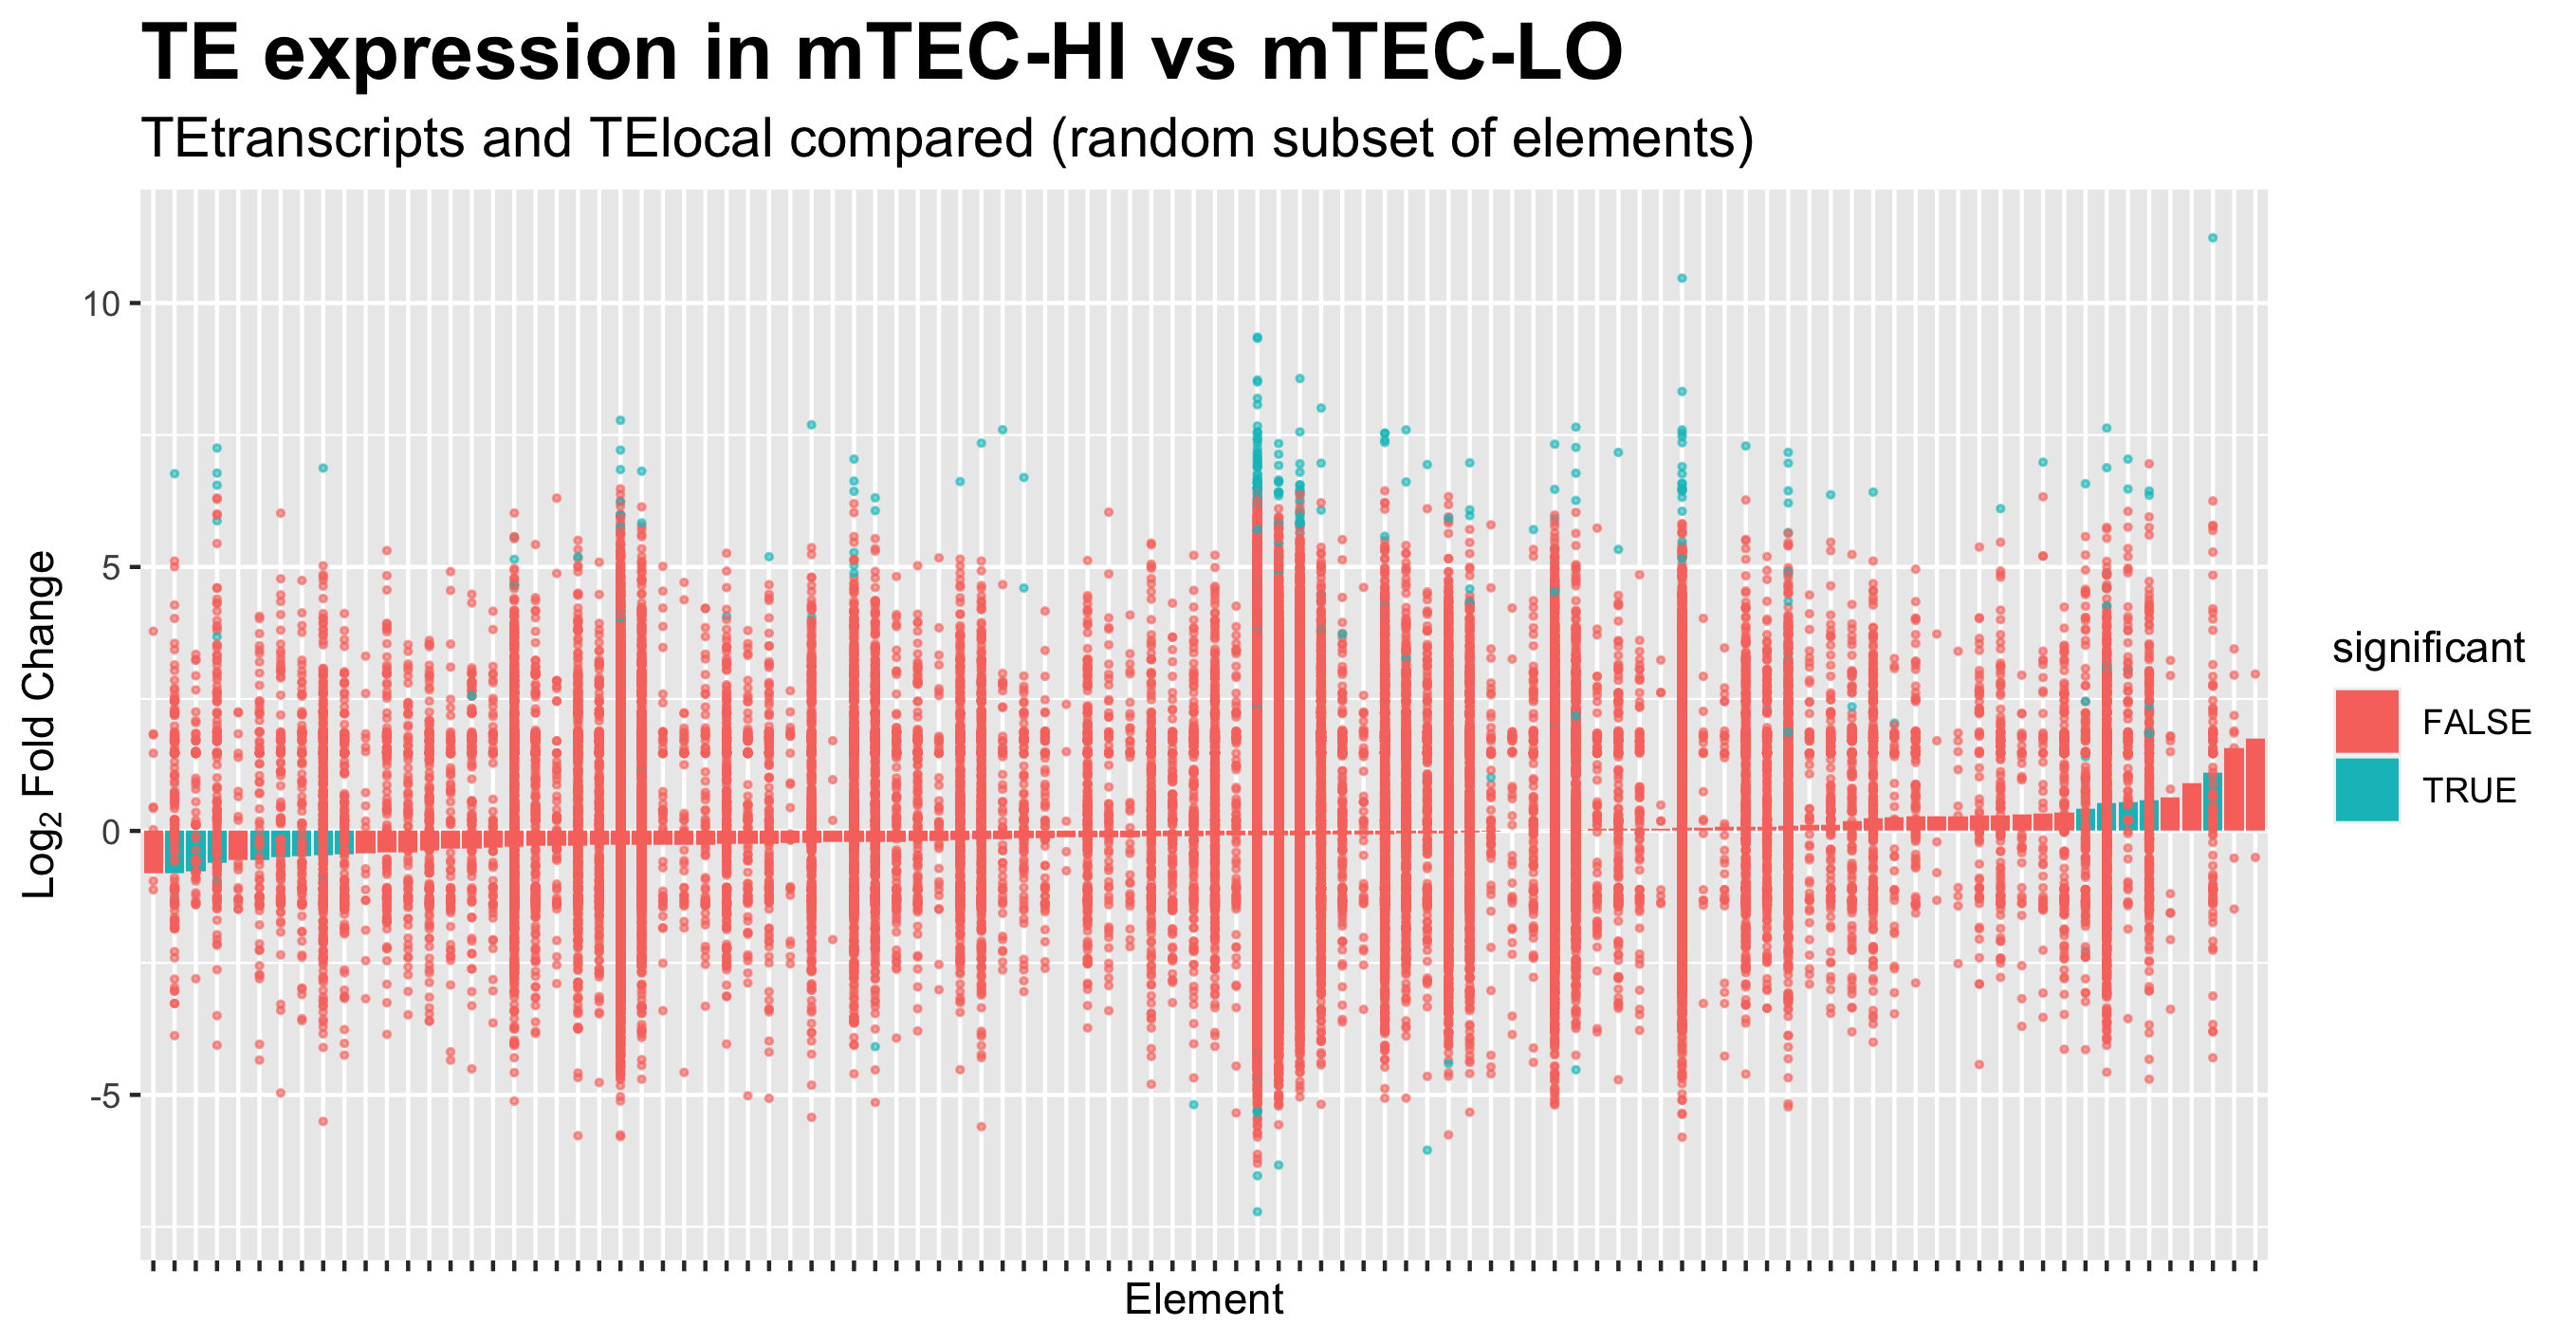 TE expression in mTEC-HI vs mTEC-LO
TEtranscripts and TElocal compared (random subset of elements)
Log2 Fold Change
10
5
0
-5
Element
significant
FALSE
TRUE